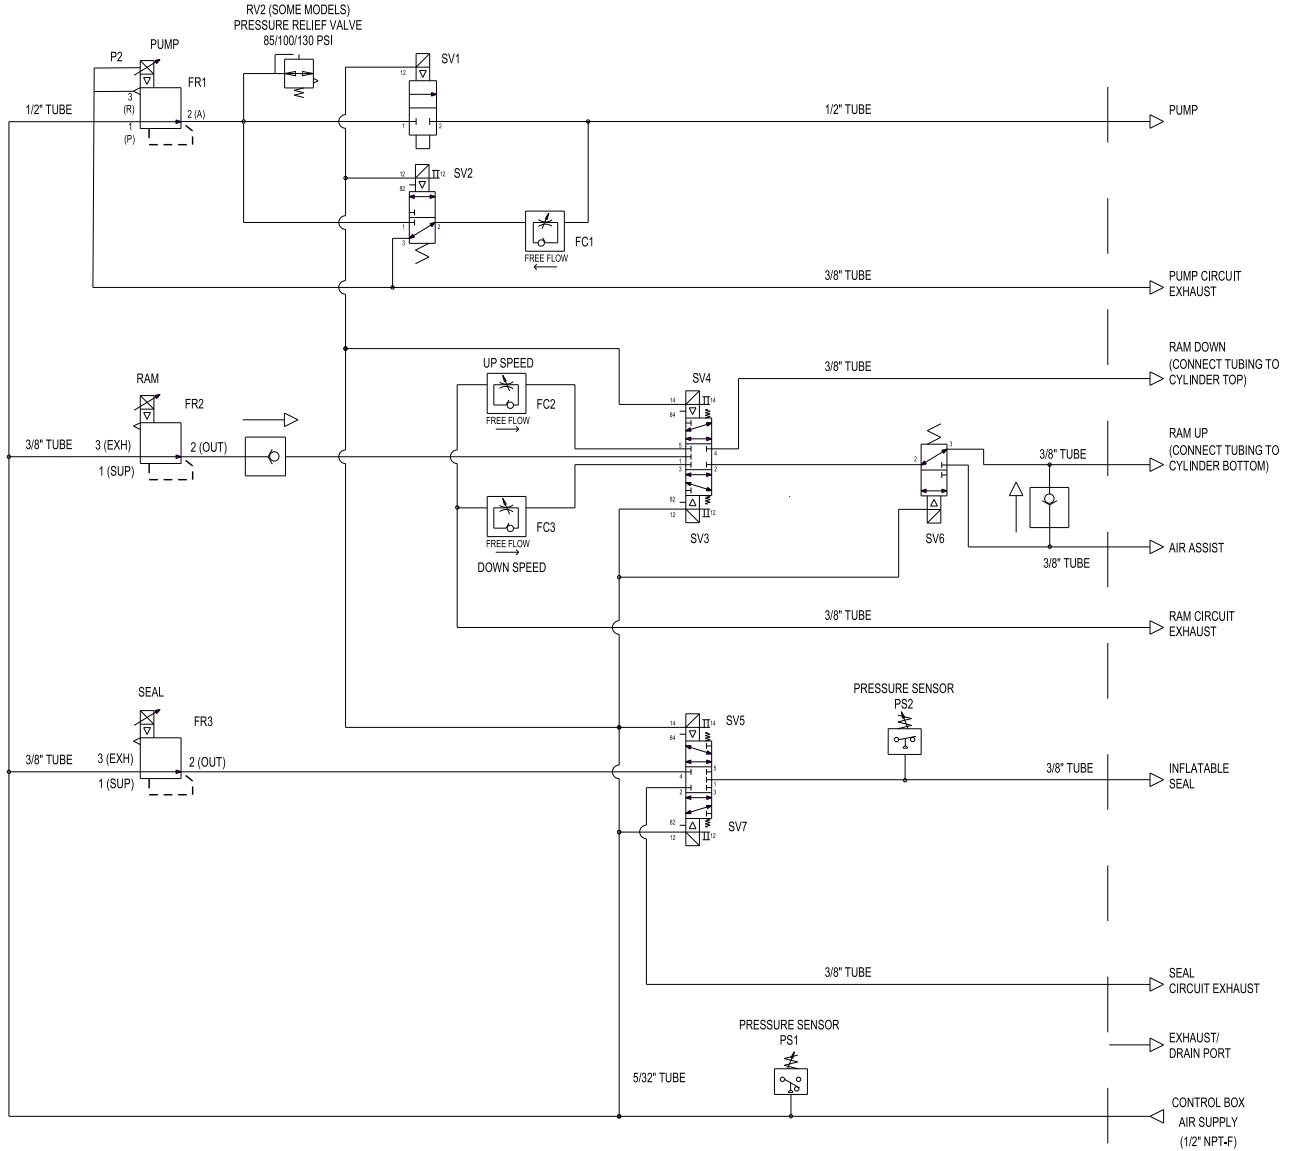 RV2 (SOME MODELS)
PRESSURE RELIEF VALVE
85/100/130 PSI
PUMP
P2
FR1
SV1
12
3
(R)
2 (A)
1
(P)
1/2" TUBE
1
2
1/2" TUBE
PUMP
12
12
SV2
82
1
2
3
FC1
FREE FLOW
3/8" TUBE
PUMP CIRCUIT
EXHAUST
RAM
FR2
3/8" TUBE
3 (EXH)
2 (OUT)
1 (SUP)
UP SPEED
FC2
FREE FLOW
FC3
FREE FLOW
DOWN SPEED
SV4
14
14
84
5
4
1
3
2
82
12
12
SV3
3/8" TUBE
RAM DOWN
(CONNECT TUBING TO
CYLINDER TOP)
3
2
SV6
3/8" TUBE
RAM UP
(CONNECT TUBING TO
CYLINDER BOTTOM)
3/8" TUBE
AIR ASSIST
3/8" TUBE
RAM CIRCUIT
EXHAUST
SEAL
FR3
3/8" TUBE
3 (EXH)
2 (OUT)
1 (SUP)
14
14
SV5
84
5
4
1
2
3
82
12
12
SV7
PRESSURE SENSOR
PS2
3/8" TUBE
INFLATABLE
SEAL
3/8" TUBE
SEAL
CIRCUIT EXHAUST
PRESSURE SENSOR
PS1
EXHAUST/
DRAIN PORT
5/32" TUBE
CONTROL BOX
AIR SUPPLY
(1/2" NPT-F)